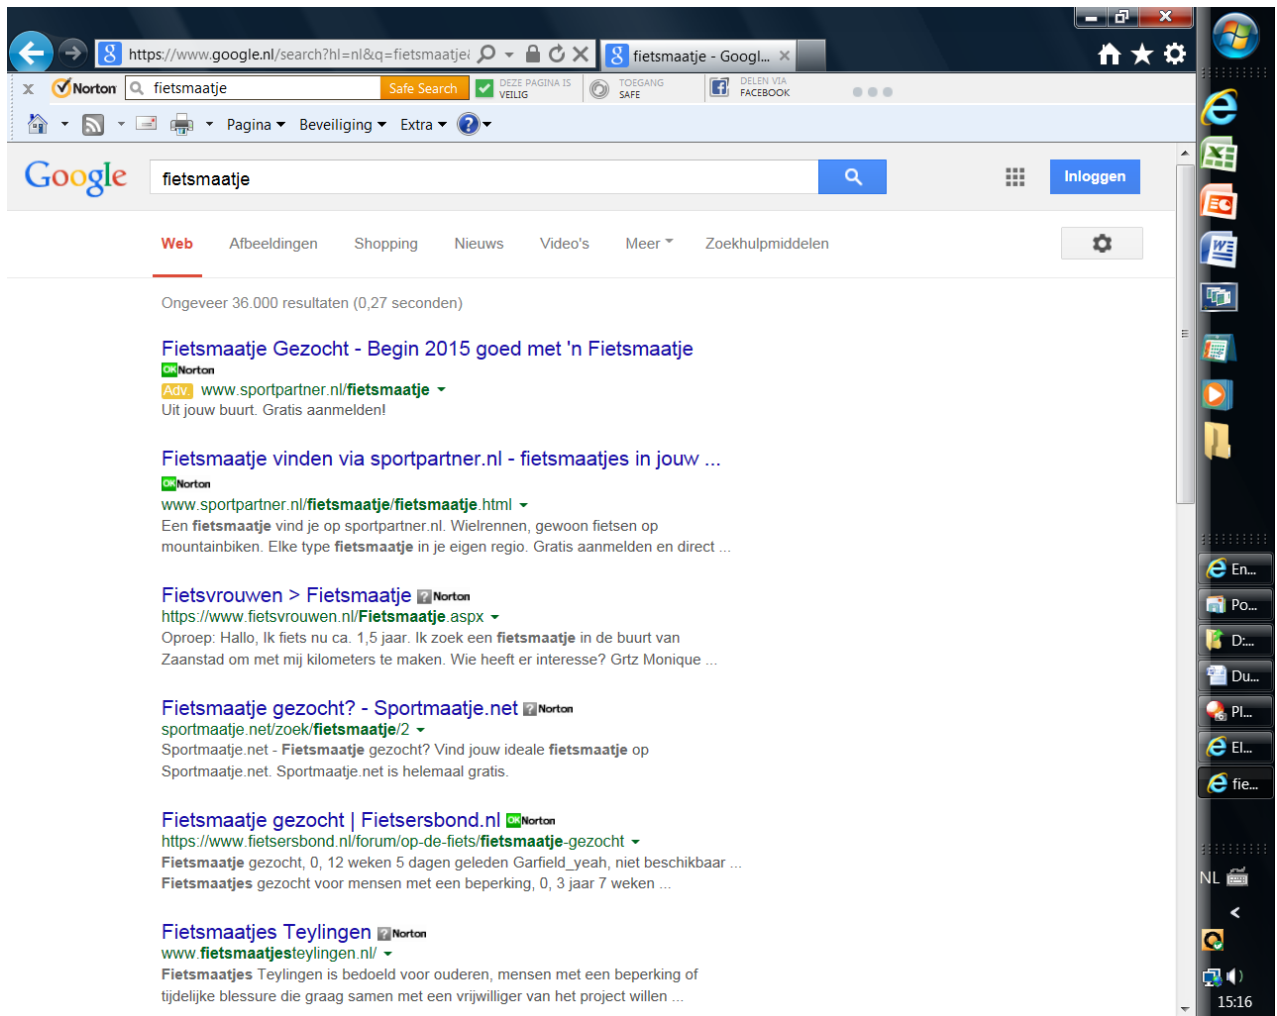 https://www.google.nl/search?hl=nl&q=fietsmaatje&
fietsmaatje - Googl...
x Norton fietsmaatje Safe Search DEZE PAGINA IS VEILIG TOEGANG SAFE DELEN VIA FACEBOOK
Pagina Beveiliging Extra
Google fietsmaatje Inloggen
Web Afbeeldingen Shopping Nieuws Video's Meer Zoekhulpmiddelen
Ongeveer 36.000 resultaten (0,27 seconden)
Fietsmaatje Gezocht - Begin 2015 goed met 'n Fietsmaatje
OK Norton
Adv. www.sportpartner.nl/fietsmaatje
Uit jouw buurt. Gratis aanmelden!
Fietsmaatje vinden via sportpartner.nl - fietsmaatjes in jouw ...
OK Norton
www.sportpartner.nl/fietsmaatje/fietsmaatje.html
Een fietsmaatje vind je op sportpartner.nl. Wielrennen, gewoon fietsen op
mountainbiken. Elke type fietsmaatje in je eigen regio. Gratis aanmelden en direct ...
Fietsvrouwen > Fietsmaatje ? Norton
https://www.fietsvrouwen.nl/Fietsmaatje.aspx
Oproep: Hallo, Ik fiets nu ca. 1,5 jaar. Ik zoek een fietsmaatje in de buurt van
Zaanstad om met mij kilometers te maken. Wie heeft er interesse? Grtz Monique ...
Fietsmaatje gezocht? - Sportmaatje.net ? Norton
sportmaatje.net/zoek/fietsmaatje/2
Sportmaatje.net - Fietsmaatje gezocht? Vind jouw ideale fietsmaatje op
Sportmaatje.net. Sportmaatje.net is helemaal gratis.
Fietsmaatje gezocht | Fietsersbond.nl OK Norton
https://www.fietsersbond.nl/forum/op-de-fiets/fietsmaatje-gezocht
Fietsmaatje gezocht, 0, 12 weken 5 dagen geleden Garfield_yeah, niet beschikbaar ...
Fietsmaatjes gezocht voor mensen met een beperking, 0, 3 jaar 7 weken ...
Fietsmaatjes Teylingen ? Norton
www.fietsmaatjesteylingen.nl/
Fietsmaatjes Teylingen is bedoeld voor ouderen, mensen met een beperking of
tijdelijke blessure die graag samen met een vrijwilliger van het project willen ...
En...
Po...
D:...
Du...
Pl...
El...
fie...
NL
15:16